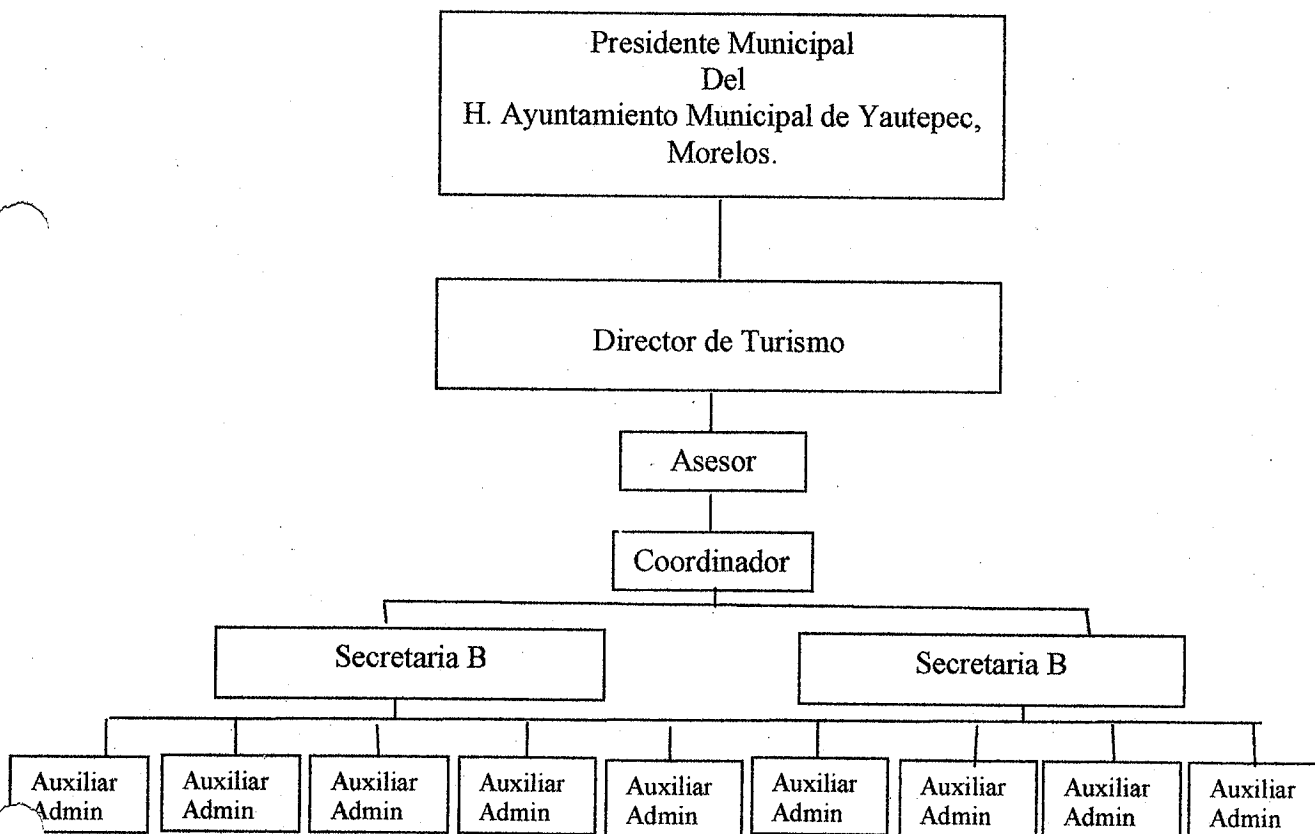 Presidente Municipal
Del
H. Ayuntamiento Municipal de Yautepec,
Morelos.
Director de Turismo
Asesor
Coordinador
Secretaria B
Secretaria B
Auxiliar
Admin
Auxiliar
Admin
Auxiliar
Admin
Auxiliar
Admin
Auxiliar
Admin
Auxiliar
Admin
Auxiliar
Admin
Auxiliar
Admin
Auxiliar
Admin